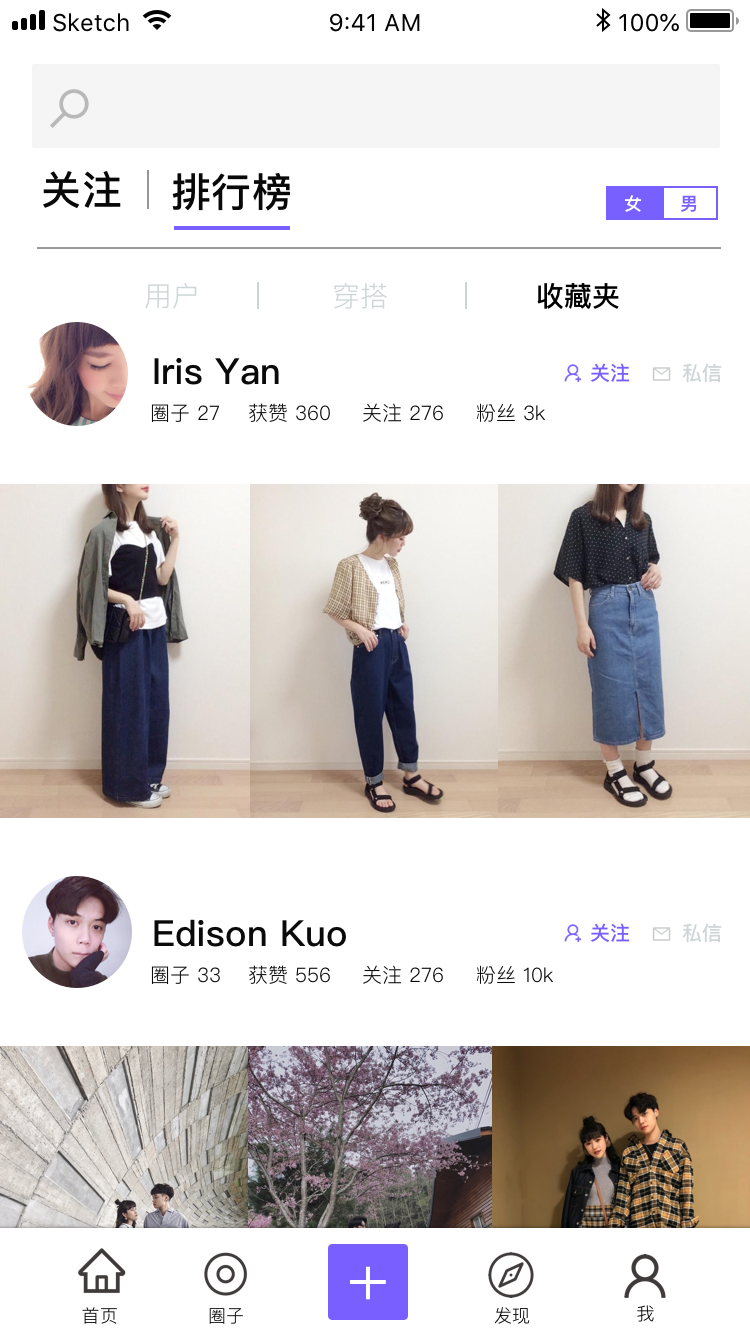 Sketch 9:41 AM 100%
关注 排行榜 女 男
用户 穿搭 收藏夹
Iris Yan 关注 私信
圈子 27 获赞 360 关注 276 粉丝 3k
Edison Kuo 关注 私信
圈子 33 获赞 556 关注 276 粉丝 10k
首页 圈子 发现 我